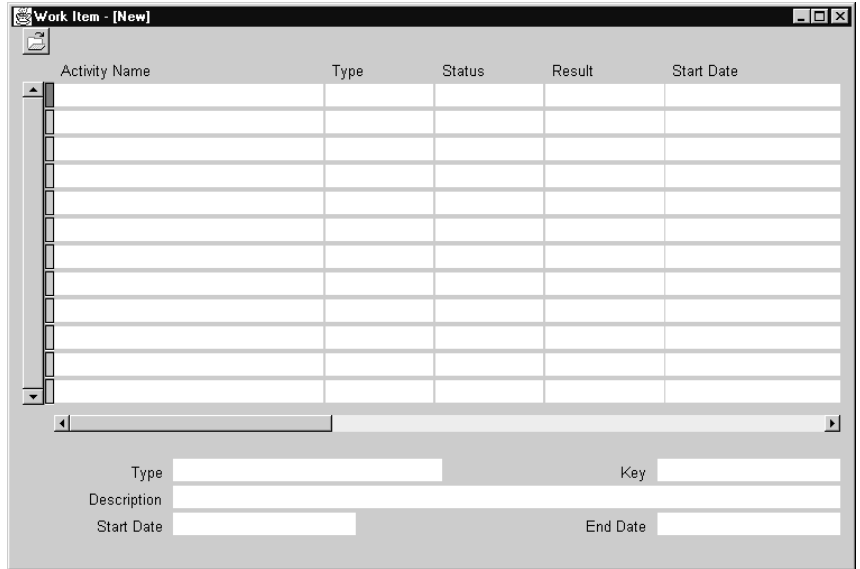 Work Item - [New]
Activity Name Type Status Result Start Date
Type Key
Description
Start Date End Date